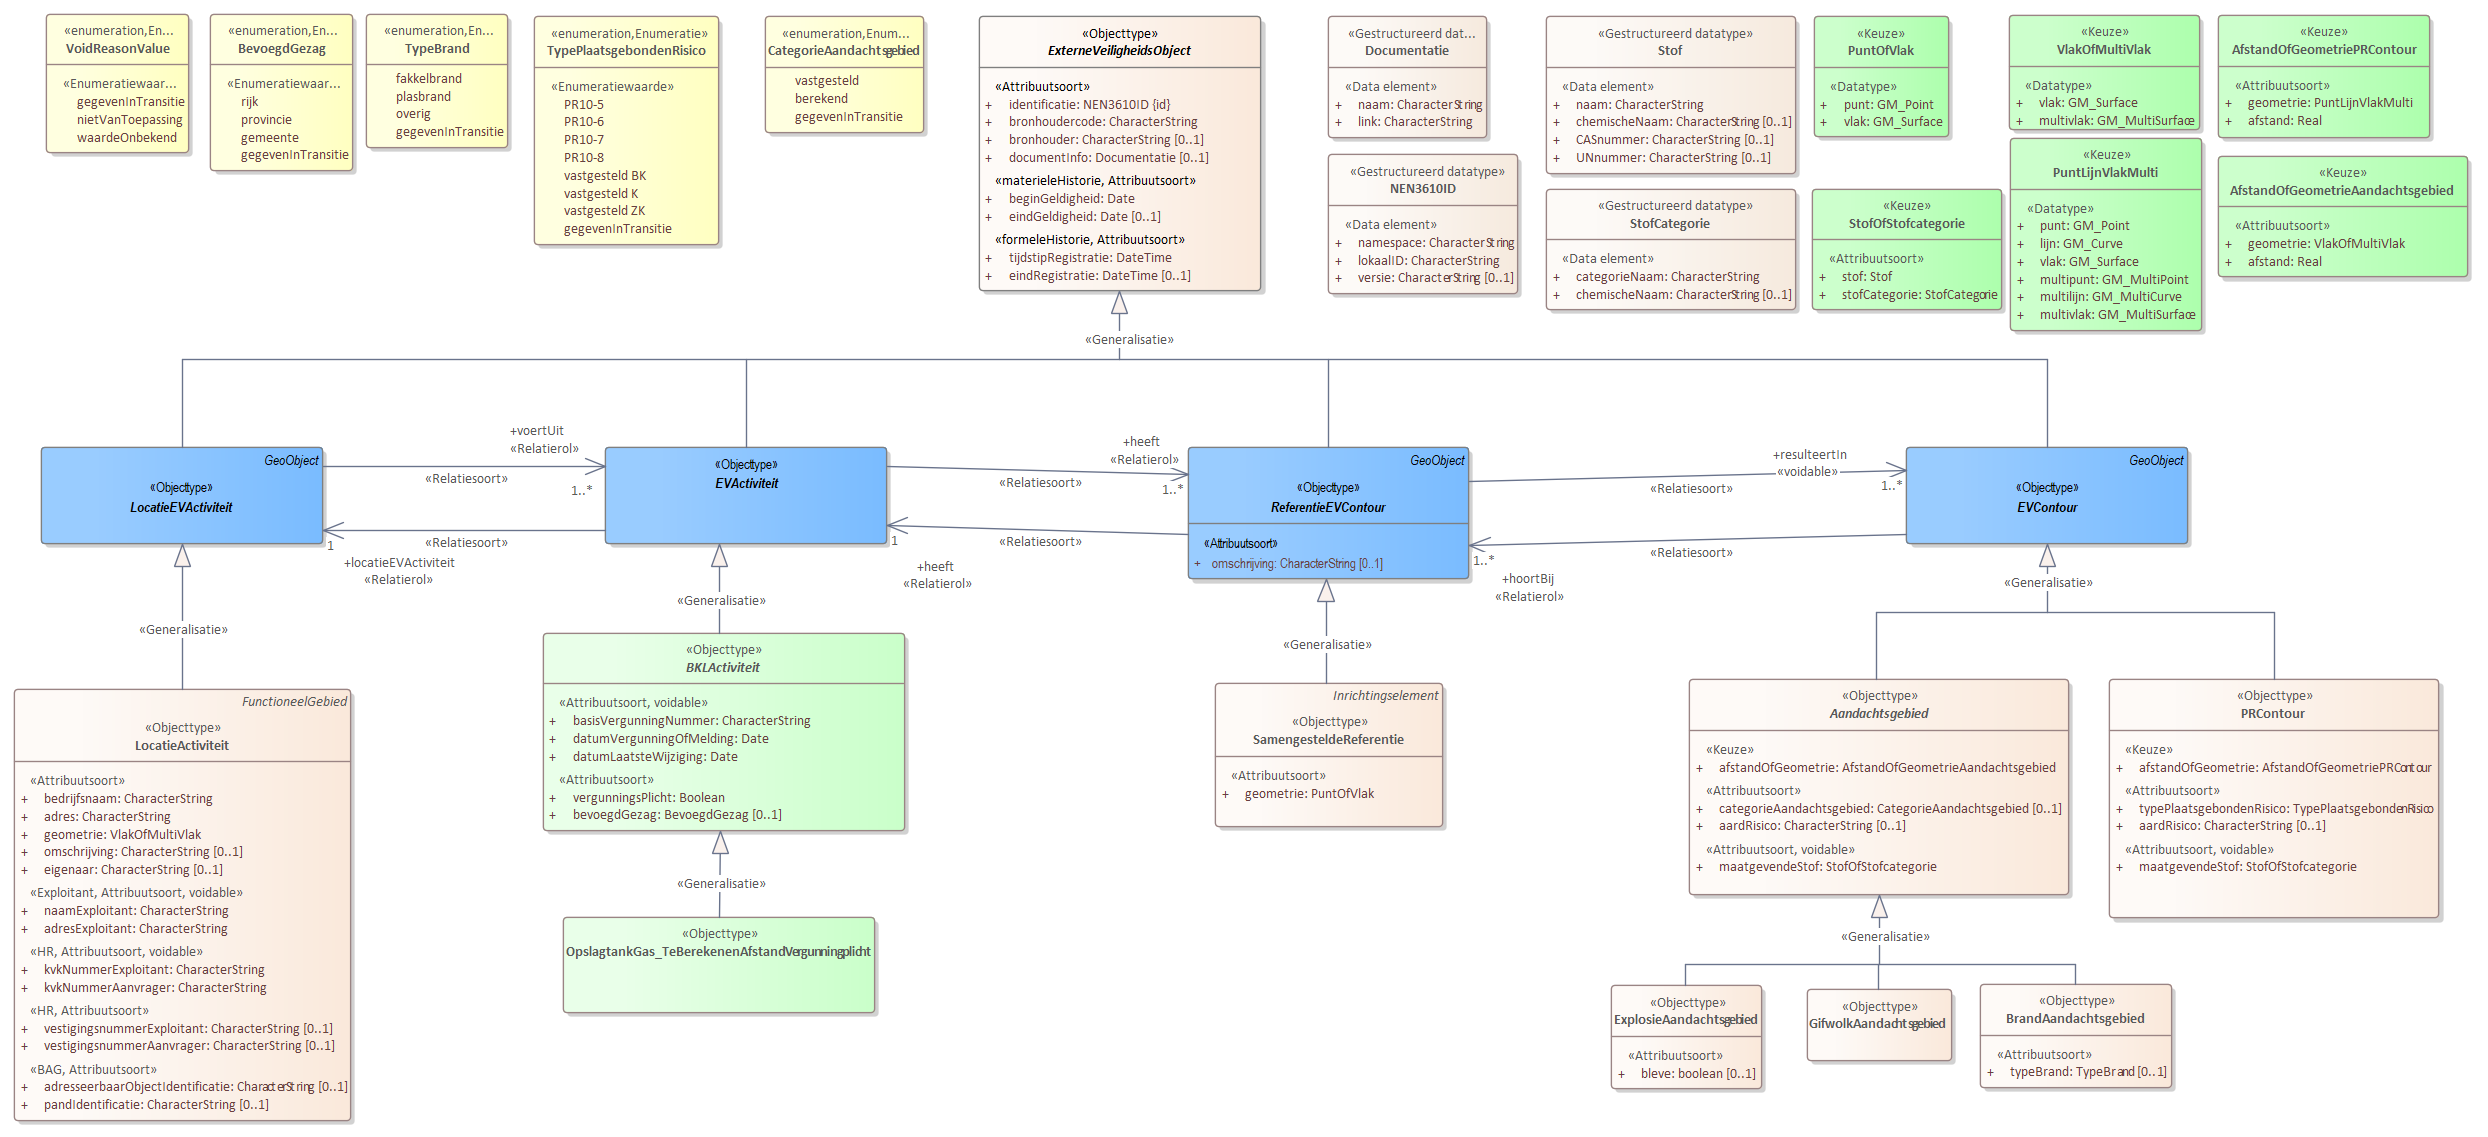 «enumeration,En...
VoidReasonValue
«Enumeratiewaar...
gegevenInTransitie
nietVanToepassing
waardeOnbekend
«enumeration,En...
BevoegdGezag
«Enumeratiewaar...
rijk
provincie
gemeente
gegevenInTransitie
«enumeration,En...
TypeBrand
fakkelbrand
plasbrand
overig
gegevenInTransitie
«enumeration,Enumeratie»
TypePlaatsgebondenRisico
«Enumeratiewaarde»
PR10-5
PR10-6
PR10-7
PR10-8
vastgesteld BK
vastgesteld K
vastgesteld ZK
gegevenInTransitie
«enumeration,Enum...
CategorieAandachtsgebied
vastgesteld
berekend
gegevenInTransitie
«Objecttype»
ExterneVeiligheidsObject
«Attribuutsoort»
+ identificatie: NEN3610ID {id}
+ bronhoudercode: CharacterString
+ bronhouder: CharacterString [0..1]
+ documentInfo: Documentatie [0..1]
«materieleHistorie, Attribuutsoort»
+ beginGeldigheid: Date
+ eindGeldigheid: Date [0..1]
«formeleHistorie, Attribuutsoort»
+ tijdstipRegistratie: DateTime
+ eindRegistratie: DateTime [0..1]
«Gestructureerd dat...
Documentatie
«Data element»
+ naam: CharacterString
+ link: CharacterString
«Gestructureerd datatype»
NEN3610ID
«Data element»
+ namespace: CharacterString
+ lokaalID: CharacterString
+ versie: CharacterString [0..1]
«Gestructureerd datatype»
Stof
«Data element»
+ naam: CharacterString
+ chemischeNaam: CharacterString [0..1]
+ CASnummer: CharacterString [0..1]
+ UNnummer: CharacterString [0..1]
«Gestructureerd datatype»
StofCategorie
«Data element»
+ categorieNaam: CharacterString
+ chemischeNaam: CharacterString [0..1]
«Keuze»
PuntOfVlak
«Datatype»
+ punt: GM_Point
+ vlak: GM_Surface
«Keuze»
StofOfStofcategorie
«Attribuutsoort»
+ stof: Stof
+ stofCategorie: StofCategorie
«Keuze»
VlakOfMultiVlak
«Datatype»
+ vlak: GM_Surface
+ multivlak: GM_MultiSurface
«Keuze»
PuntLijnVlakMulti
«Datatype»
+ punt: GM_Point
+ lijn: GM_Curve
+ vlak: GM_Surface
+ multipunt: GM_MultiPoint
+ multilijn: GM_MultiCurve
+ multivlak: GM_MultiSurface
«Keuze»
AfstandOfGeometriePRContour
«Attribuutsoort»
+ geometrie: PuntLijnVlakMulti
+ afstand: Real
«Keuze»
AfstandOfGeometrieAandachtsgebied
«Attribuutsoort»
+ geometrie: VlakOfMultiVlak
+ afstand: Real
«Generalisatie»
GeoObject
«Objecttype»
LocatieEVActiviteit
+voertUit
«Relatierol»
«Relatiesoort»
1..*
«Relatiesoort»
1
+locatieEVActiviteit
«Relatierol»
«Objecttype»
EVActiviteit
+heeft
«Relatierol»
«Relatiesoort»
1..*
«Relatiesoort»
1
+heeft
«Relatierol»
GeoObject
«Objecttype»
ReferentieEVContour
«Attribuutsoort»
+ omschrijving: CharacterString [0..1]
+resulteertIn
«voidable»
«Relatiesoort»
1..*
«Relatiesoort»
1..*
+hoortBij
«Relatierol»
GeoObject
«Objecttype»
EVContour
«Generalisatie»
«Generalisatie»
«Generalisatie»
«Generalisatie»
FunctioneelGebied
«Objecttype»
LocatieActiviteit
«Attribuutsoort»
+ bedrijfsnaam: CharacterString
+ adres: CharacterString
+ geometrie: VlakOfMultiVlak
+ omschrijving: CharacterString [0..1]
+ eigenaar: CharacterString [0..1]
«Exploitant, Attribuutsoort, voidable»
+ naamExploitant: CharacterString
+ adresExploitant: CharacterString
«HR, Attribuutsoort, voidable»
+ kvkNummerExploitant: CharacterString
+ kvkNummerAanvrager: CharacterString
«HR, Attribuutsoort»
+ vestigingsnummerExploitant: CharacterString [0..1]
+ vestigingsnummerAanvrager: CharacterString [0..1]
«BAG, Attribuutsoort»
+ adresseerbaarObjectIdentificatie: CharacterString [0..1]
+ pandIdentificatie: CharacterString [0..1]
«Objecttype»
BKLActiviteit
«Attribuutsoort, voidable»
+ basisVergunningNummer: CharacterString
+ datumVergunningOfMelding: Date
+ datumLaatsteWijziging: Date
«Attribuutsoort»
+ vergunningsPlicht: Boolean
+ bevoegdGezag: BevoegdGezag [0..1]
«Generalisatie»
«Objecttype»
OpslagtankGas_TeBerekenenAfstandVergunningplicht
Inrichtingselement
«Objecttype»
SamengesteldeReferentie
«Attribuutsoort»
+ geometrie: PuntOfVlak
«Objecttype»
Aandachtsgebied
«Keuze»
+ afstandOfGeometrie: AfstandOfGeometrieAandachtsgebied
«Attribuutsoort»
+ categorieAandachtsgebied: CategorieAandachtsgebied [0..1]
+ aardRisico: CharacterString [0..1]
«Attribuutsoort, voidable»
+ maatgevendeStof: StofOfStofcategorie
«Objecttype»
PRContour
«Keuze»
+ afstandOfGeometrie: AfstandOfGeometriePRContour
«Attribuutsoort»
+ typePlaatsgebondenRisico: TypePlaatsgebondenRisico
+ aardRisico: CharacterString [0..1]
«Attribuutsoort, voidable»
+ maatgevendeStof: StofOfStofcategorie
«Generalisatie»
«Objecttype»
ExplosieAandachtsgebied
«Attribuutsoort»
+ bleve: boolean [0..1]
«Objecttype»
GifwolkAandachtsgebied
«Objecttype»
BrandAandachtsgebied
«Attribuutsoort»
+ typeBrand: TypeBrand [0..1]